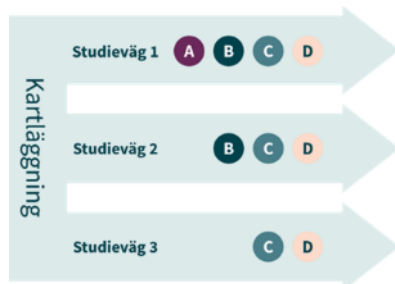 Kartläggning
Studieväg 1 A B C D
Studieväg 2 B C D
Studieväg 3 C D